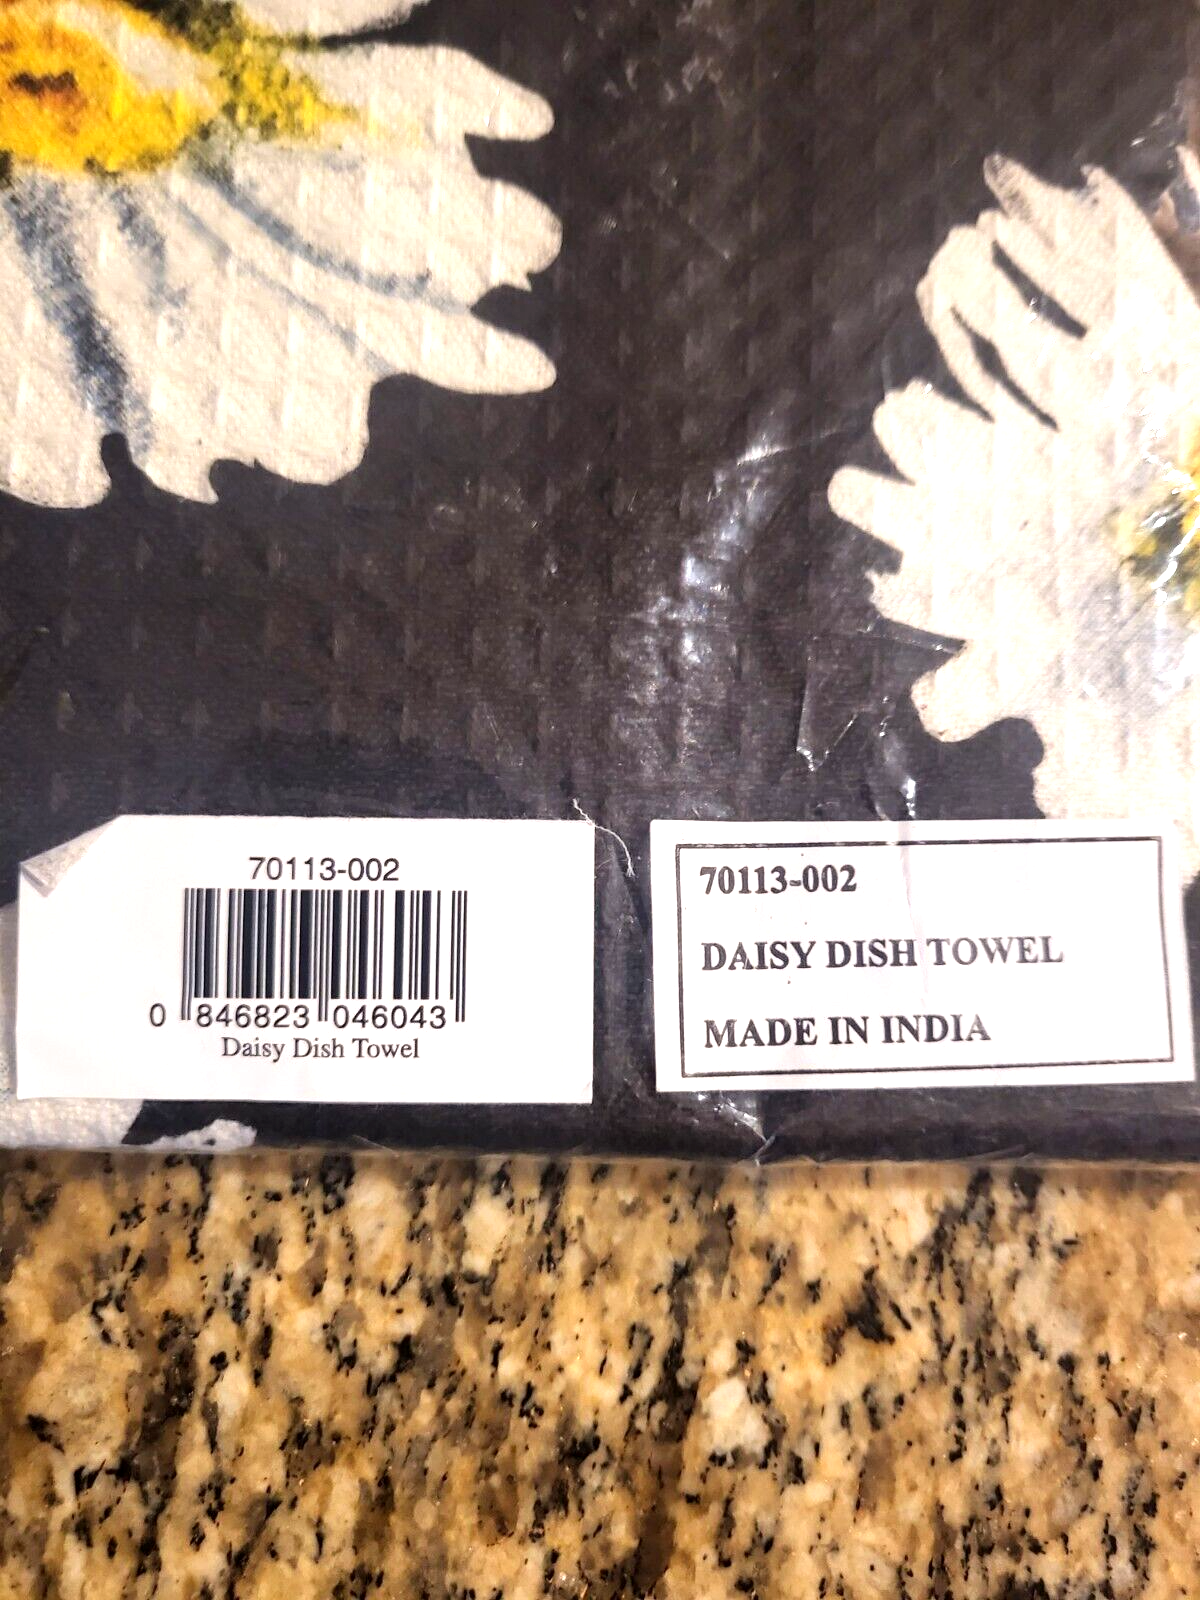 70113-002
0 846823 046043
Daisy Dish Towel
70113-002
DAISY DISH TOWEL
MADE IN INDIA